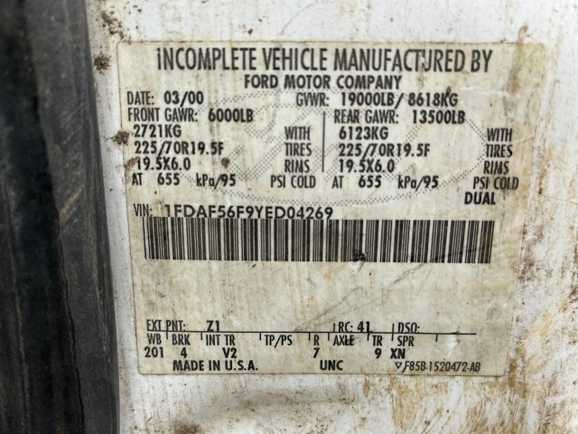 INCOMPLETE VEHICLE MANUFACTURED BY
FORD MOTOR COMPANY
DATE: 03/00 GVWR: 19000LB/ 8618KG
FRONT GAWR: 6000LB REAR GAWR: 13500LB
2721KG WITH 6123KG WITH
225/70R19.5F TIRES 225/70R19.5F TIRES
19.5X6.0 RIMS 19.5X6.0 RIMS
AT 655 kPa/95 PSI COLD AT 655 kPa/95 PSI COLD
DUAL
VIN: 1FDAF56F9YED04269
EXT PNT: Z1 RC: 41 DSO:
WB BRK INT TR TP/PS R AXLE TR SPR
201 4 V2 7 9 XN
MADE IN U.S.A. UNC F85B-1520472-AB